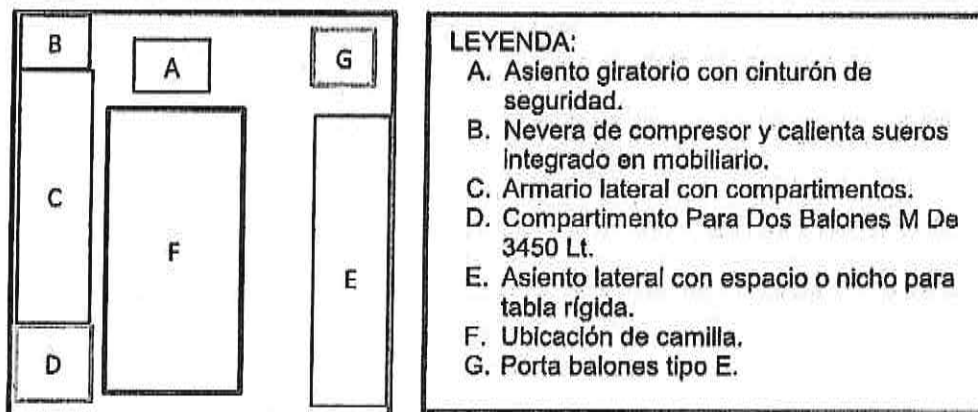 B
A
G
C
F
E
D
LEYENDA:
A. Asiento giratorio con cinturón de
seguridad.
B. Nevera de compresor y calienta sueros
integrado en mobiliario.
C. Armario lateral con compartimentos.
D. Compartimento Para Dos Balones M De
3450 Lt.
E. Asiento lateral con espacio o nicho para
tabla rígida.
F. Ubicación de camilla.
G. Porta balones tipo E.